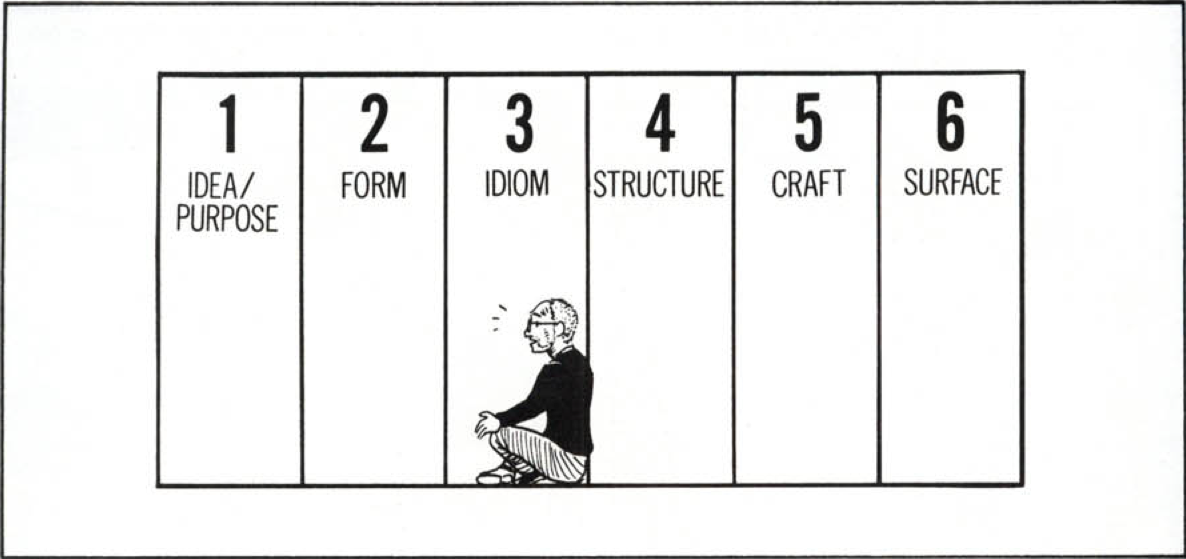 1
IDEA/
PURPOSE
2
FORM
3
IDIOM
4
STRUCTURE
5
CRAFT
6
SURFACE